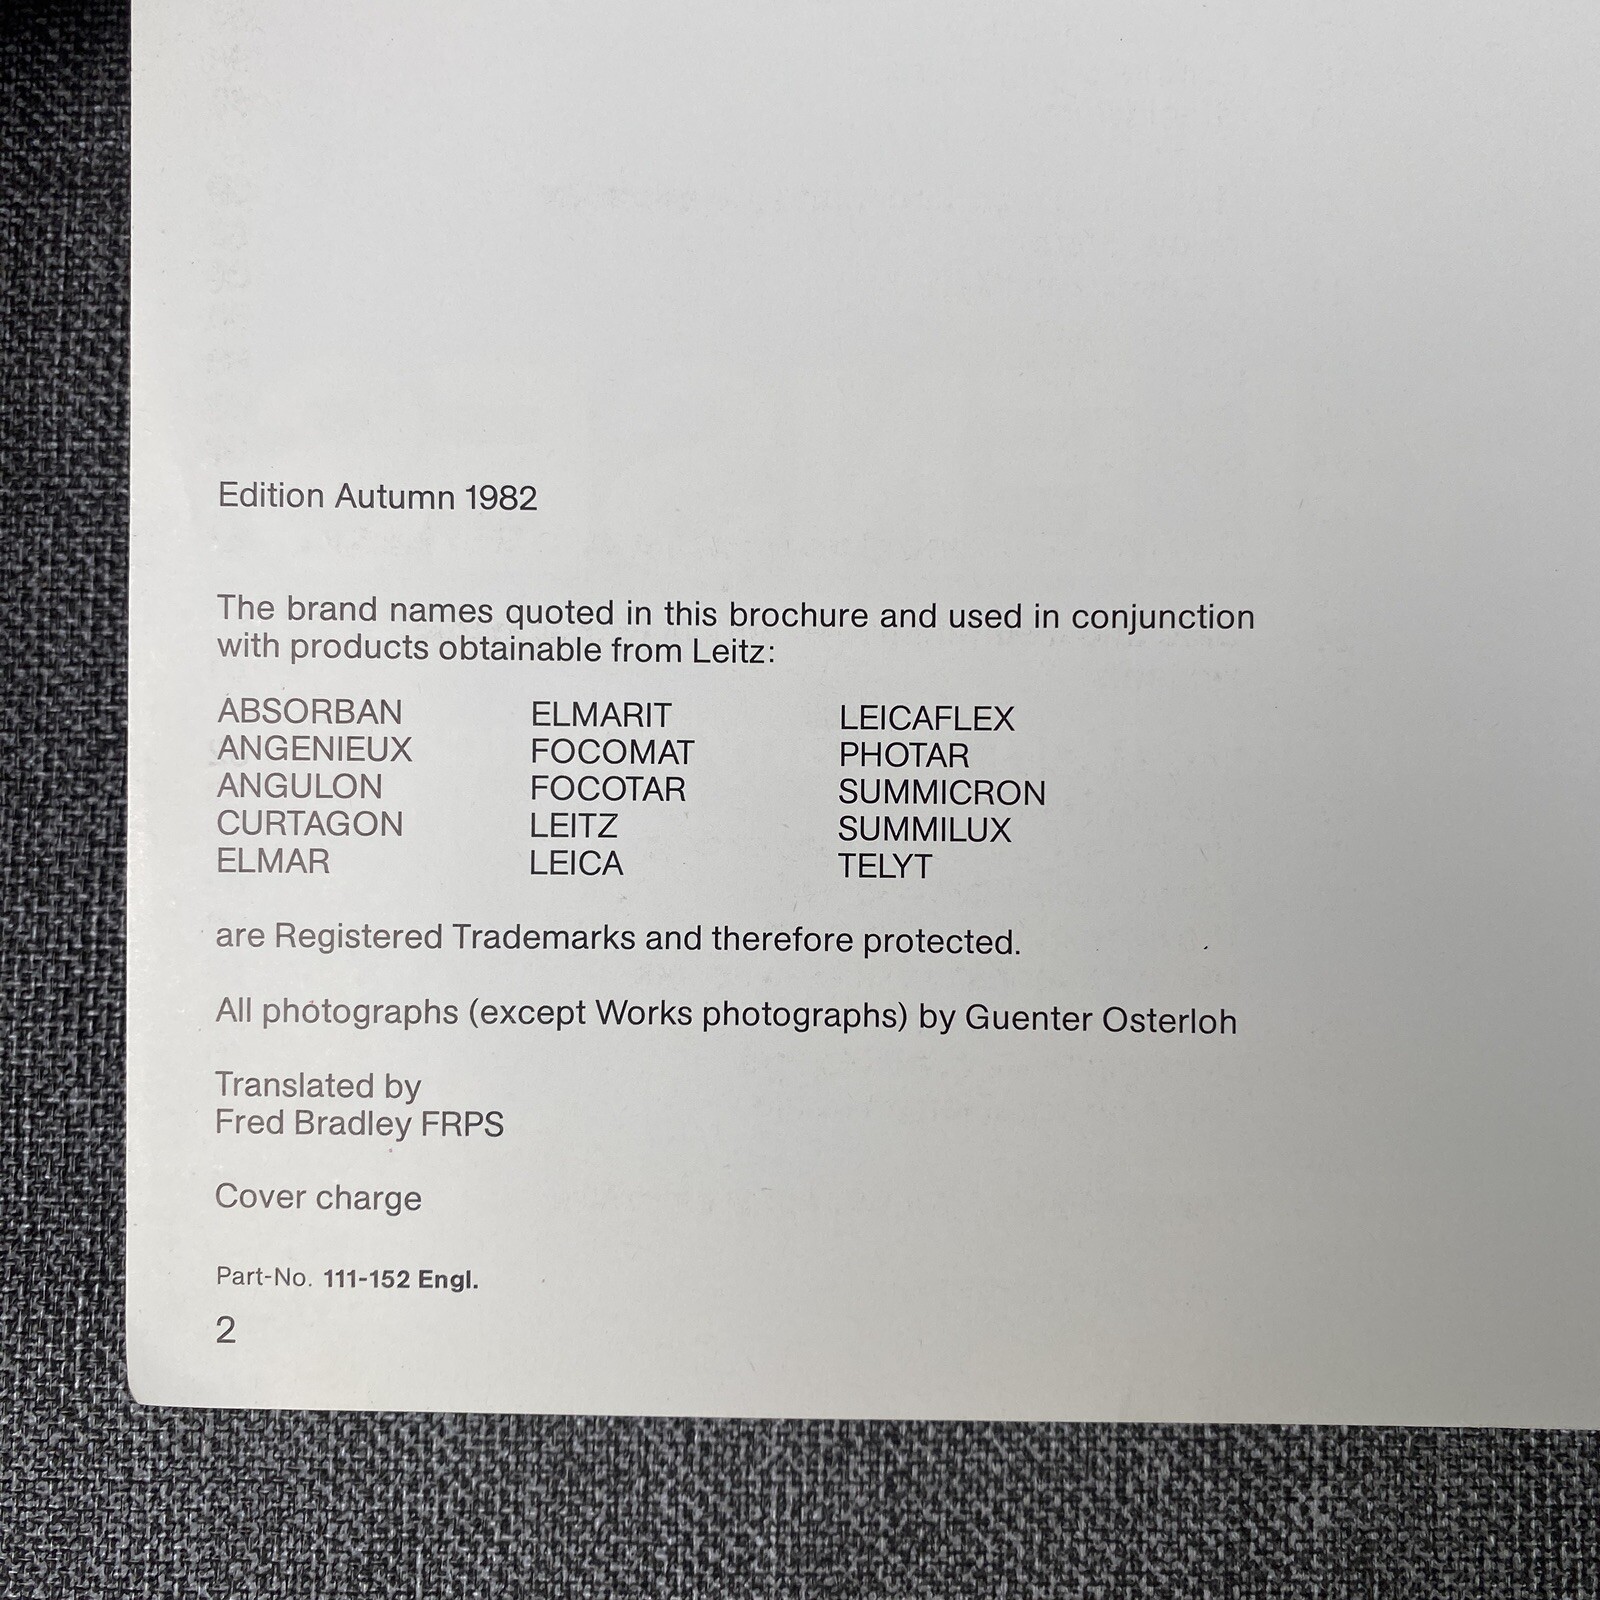 Edition Autumn 1982
The brand names quoted in this brochure and used in conjunction
with products obtainable from Leitz:
ABSORBAN ELMARIT LEICAFLEX
ANGENIEUX FOCOMAT PHOTAR
ANGULON FOCOTAR SUMMICRON
CURTAGON LEITZ SUMMILUX
ELMAR LEICA TELYT
are Registered Trademarks and therefore protected.
All photographs (except Works photographs) by Guenter Osterloh
Translated by
Fred Bradley FRPS
Cover charge
Part-No. 111-152 Engl.
2